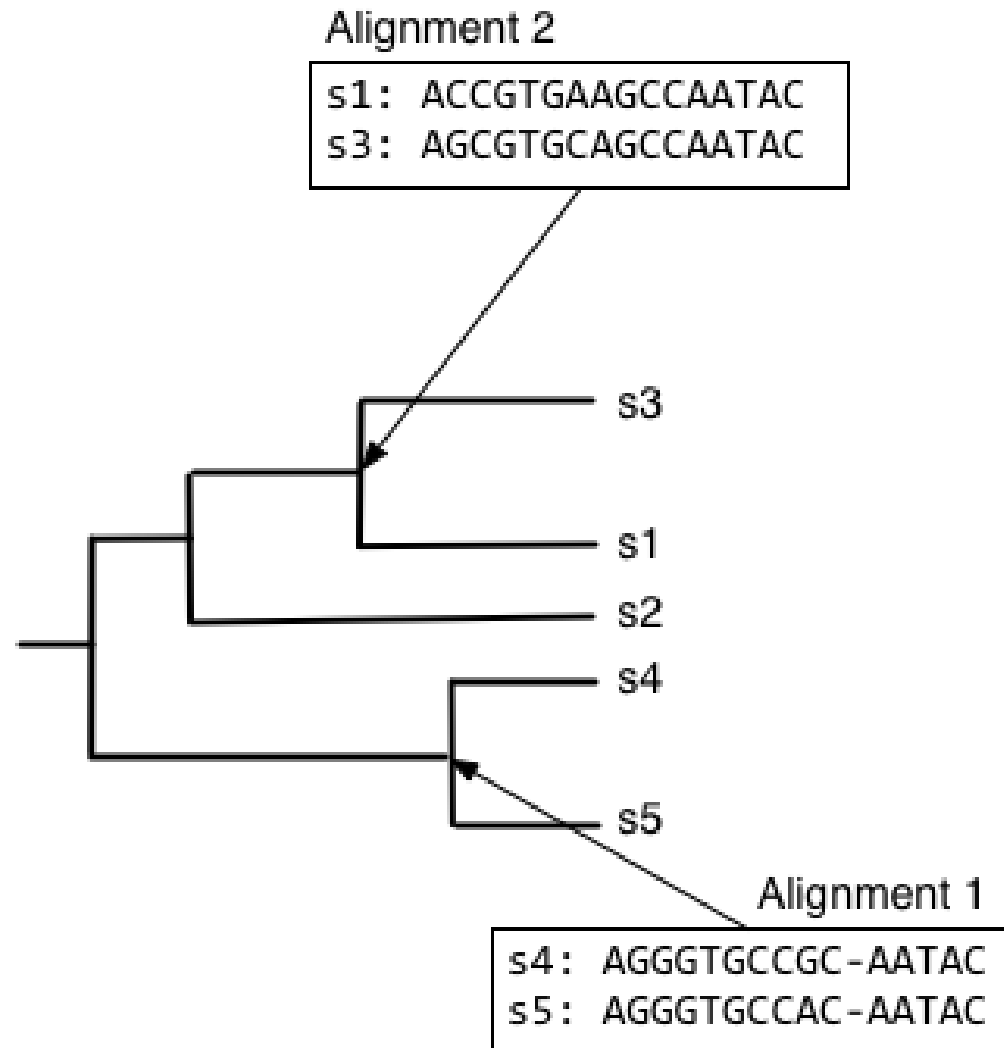 Alignment 2
s1: ACCGTGAAGCCAATAC
s3: AGCGTGCAGCCAATAC
s3
s1
s2
s4
s5
Alignment 1
s4: AGGGTGCCGC-AATAC
s5: AGGGTGCCAC-AATAC